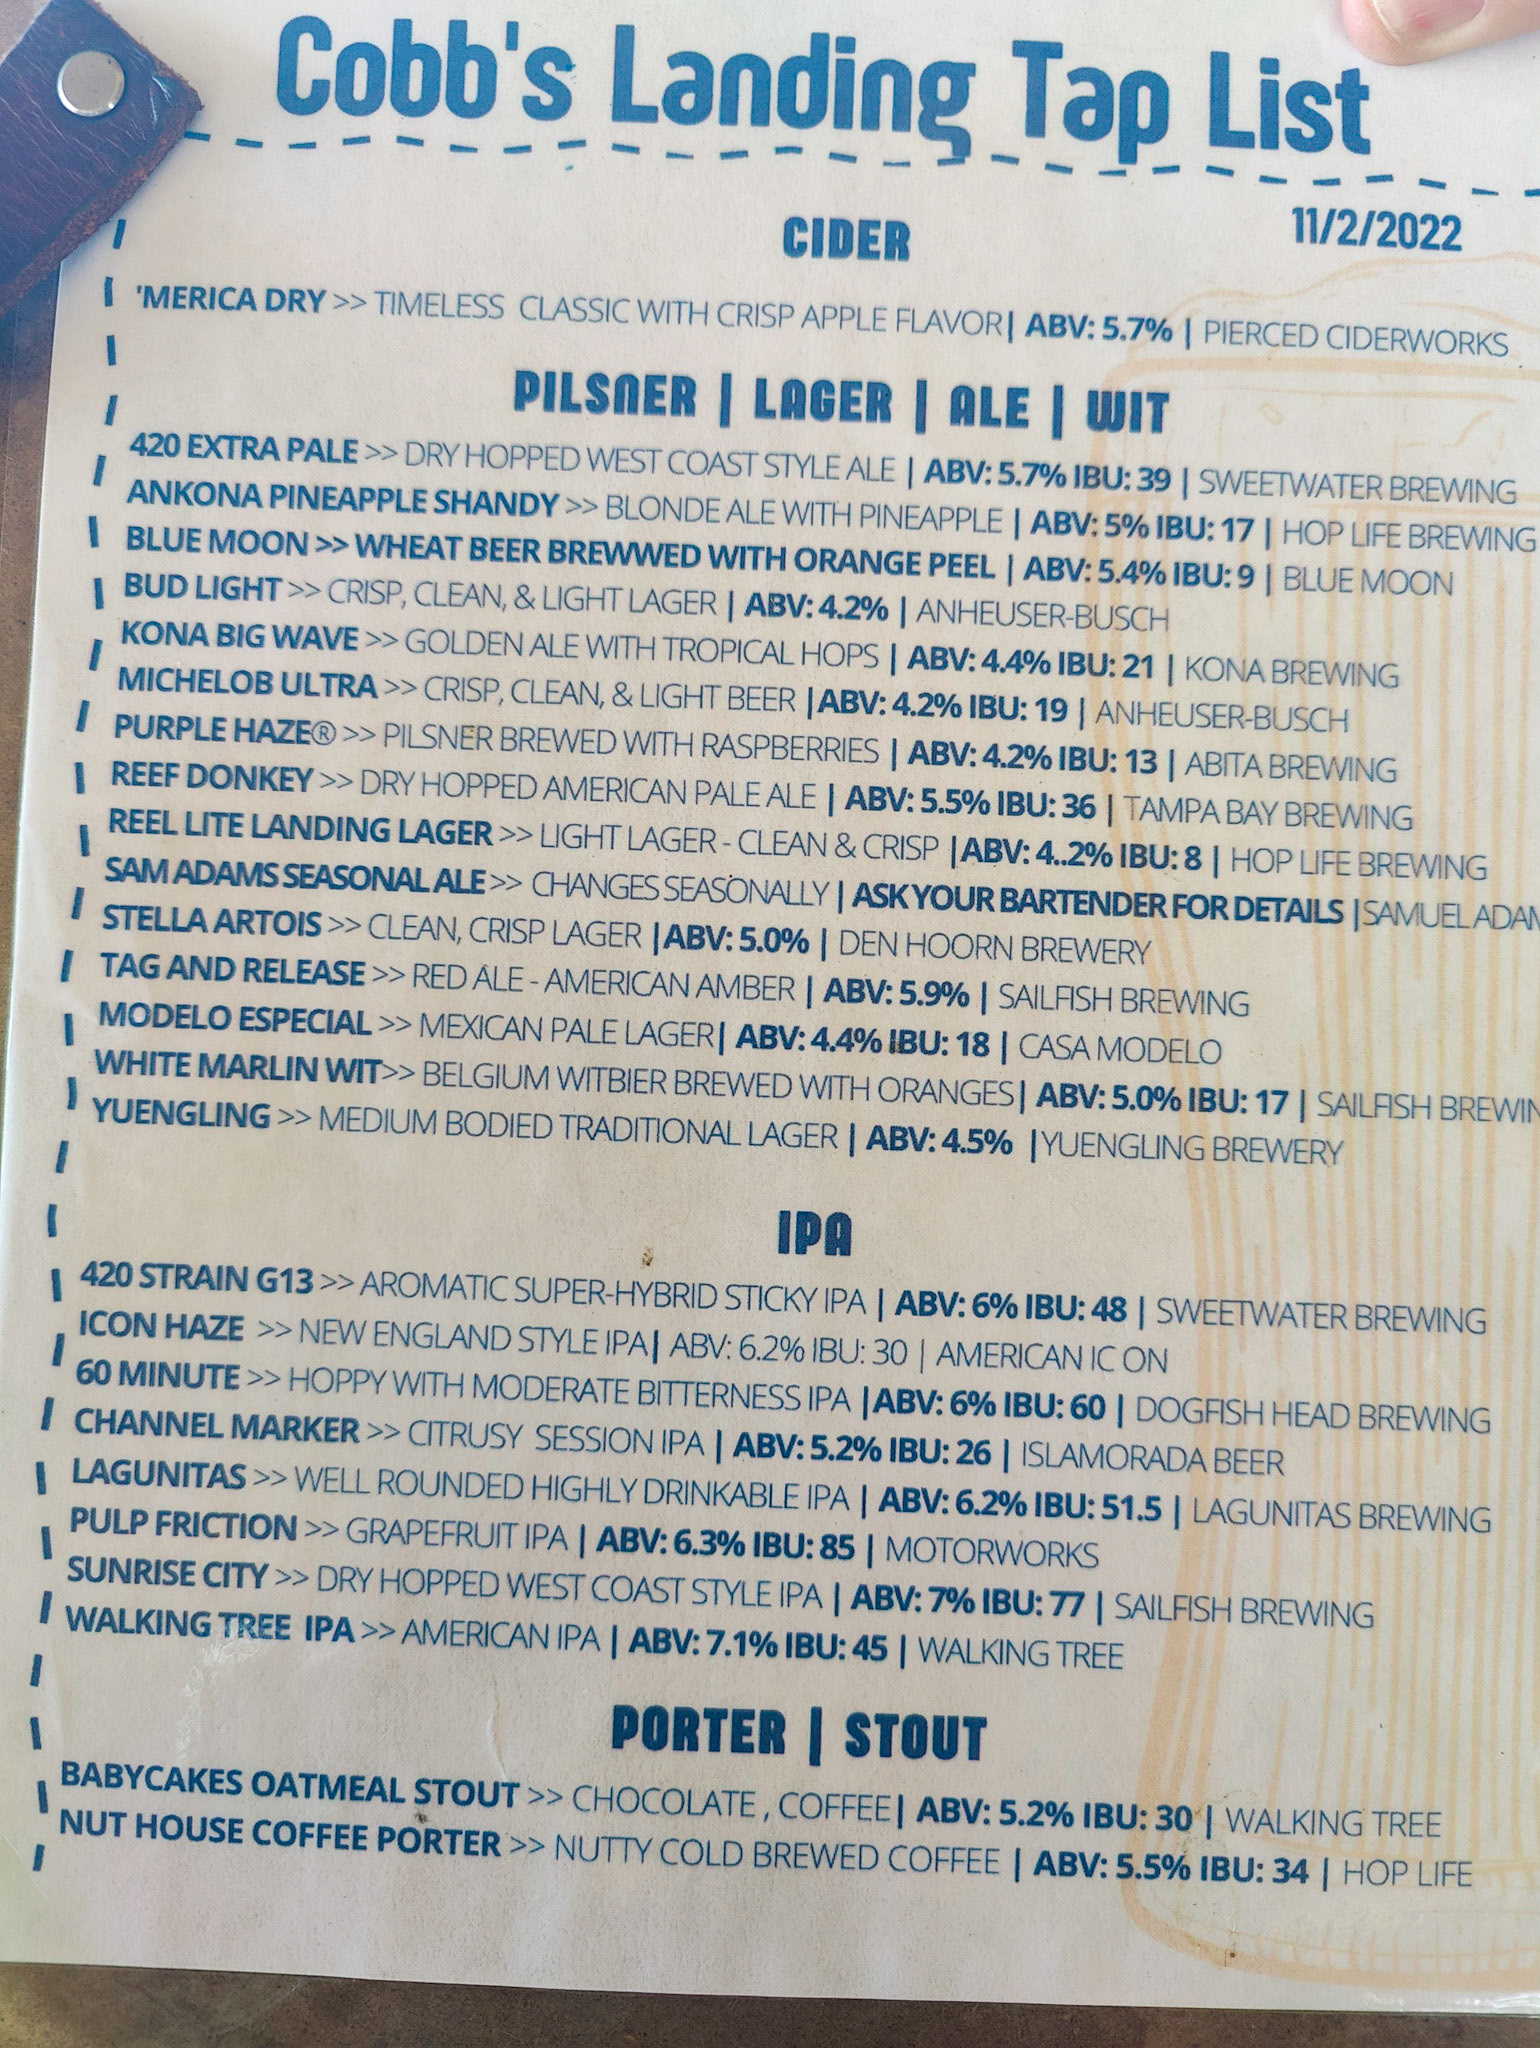 Cobb's Landing Tap List
11/2/2022
CIDER
'MERICA DRY >> TIMELESS CLASSIC WITH CRISP APPLE FLAVOR| ABV: 5.7% | PIERCED CIDERWORKS
PILSNER | LAGER | ALE | WIT
420 EXTRA PALE >> DRY HOPPED WEST COAST STYLE ALE | ABV: 5.7% IBU: 39 | SWEETWATER BREWING
ANKONA PINEAPPLE SHANDY >> BLONDE ALE WITH PINEAPPLE | ABV: 5% IBU: 17 | HOP LIFE BREWING
BLUE MOON >> WHEAT BEER BREWWED WITH ORANGE PEEL | ABV: 5.4% IBU: 9 | BLUE MOON
BUD LIGHT >> CRISP, CLEAN, & LIGHT LAGER | ABV: 4.2% | ANHEUSER-BUSCH
KONA BIG WAVE >> GOLDEN ALE WITH TROPICAL HOPS | ABV: 4.4% IBU: 21 | KONA BREWING
MICHELOB ULTRA >> CRISP, CLEAN, & LIGHT BEER |ABV: 4.2% IBU: 19 | ANHEUSER-BUSCH
PURPLE HAZE® >> PILSNER BREWED WITH RASPBERRIES | ABV: 4.2% IBU: 13 | ABITA BREWING
REEF DONKEY >> DRY HOPPED AMERICAN PALE ALE | ABV: 5.5% IBU: 36 | TAMPA BAY BREWING
REEL LITE LANDING LAGER >> LIGHT LAGER - CLEAN & CRISP |ABV: 4..2% IBU: 8 | HOP LIFE BREWING
SAM ADAMS SEASONAL ALE >> CHANGES SEASONALLY | ASK YOUR BARTENDER FOR DETAILS |SAMUEL ADAM
STELLA ARTOIS >> CLEAN, CRISP LAGER |ABV: 5.0% | DEN HOORN BREWERY
TAG AND RELEASE >> RED ALE - AMERICAN AMBER | ABV: 5.9% | SAILFISH BREWING
MODELO ESPECIAL >> MEXICAN PALE LAGER| ABV: 4.4% IBU: 18 | CASA MODELO
WHITE MARLIN WIT>> BELGIUM WITBIER BREWED WITH ORANGES| ABV: 5.0% IBU: 17 | SAILFISH BREWIN
YUENGLING >> MEDIUM BODIED TRADITIONAL LAGER | ABV: 4.5% |YUENGLING BREWERY
IPA
420 STRAIN G13 >> AROMATIC SUPER-HYBRID STICKY IPA | ABV: 6% IBU: 48 | SWEETWATER BREWING
ICON HAZE >> NEW ENGLAND STYLE IPA| ABV: 6.2% IBU: 30 | AMERICAN IC ON
60 MINUTE >> HOPPY WITH MODERATE BITTERNESS IPA |ABV: 6% IBU: 60 | DOGFISH HEAD BREWING
CHANNEL MARKER >> CITRUSY SESSION IPA | ABV: 5.2% IBU: 26 | ISLAMORADA BEER
LAGUNITAS >> WELL ROUNDED HIGHLY DRINKABLE IPA | ABV: 6.2% IBU: 51.5 | LAGUNITAS BREWING
PULP FRICTION >> GRAPEFRUIT IPA | ABV: 6.3% IBU: 85 | MOTORWORKS
SUNRISE CITY >> DRY HOPPED WEST COAST STYLE IPA | ABV: 7% IBU: 77 | SAILFISH BREWING
WALKING TREE IPA >> AMERICAN IPA | ABV: 7.1% IBU: 45 | WALKING TREE
PORTER | STOUT
BABYCAKES OATMEAL STOUT >> CHOCOLATE , COFFEE| ABV: 5.2% IBU: 30 | WALKING TREE
NUT HOUSE COFFEE PORTER >> NUTTY COLD BREWED COFFEE | ABV: 5.5% IBU: 34 | HOP LIFE